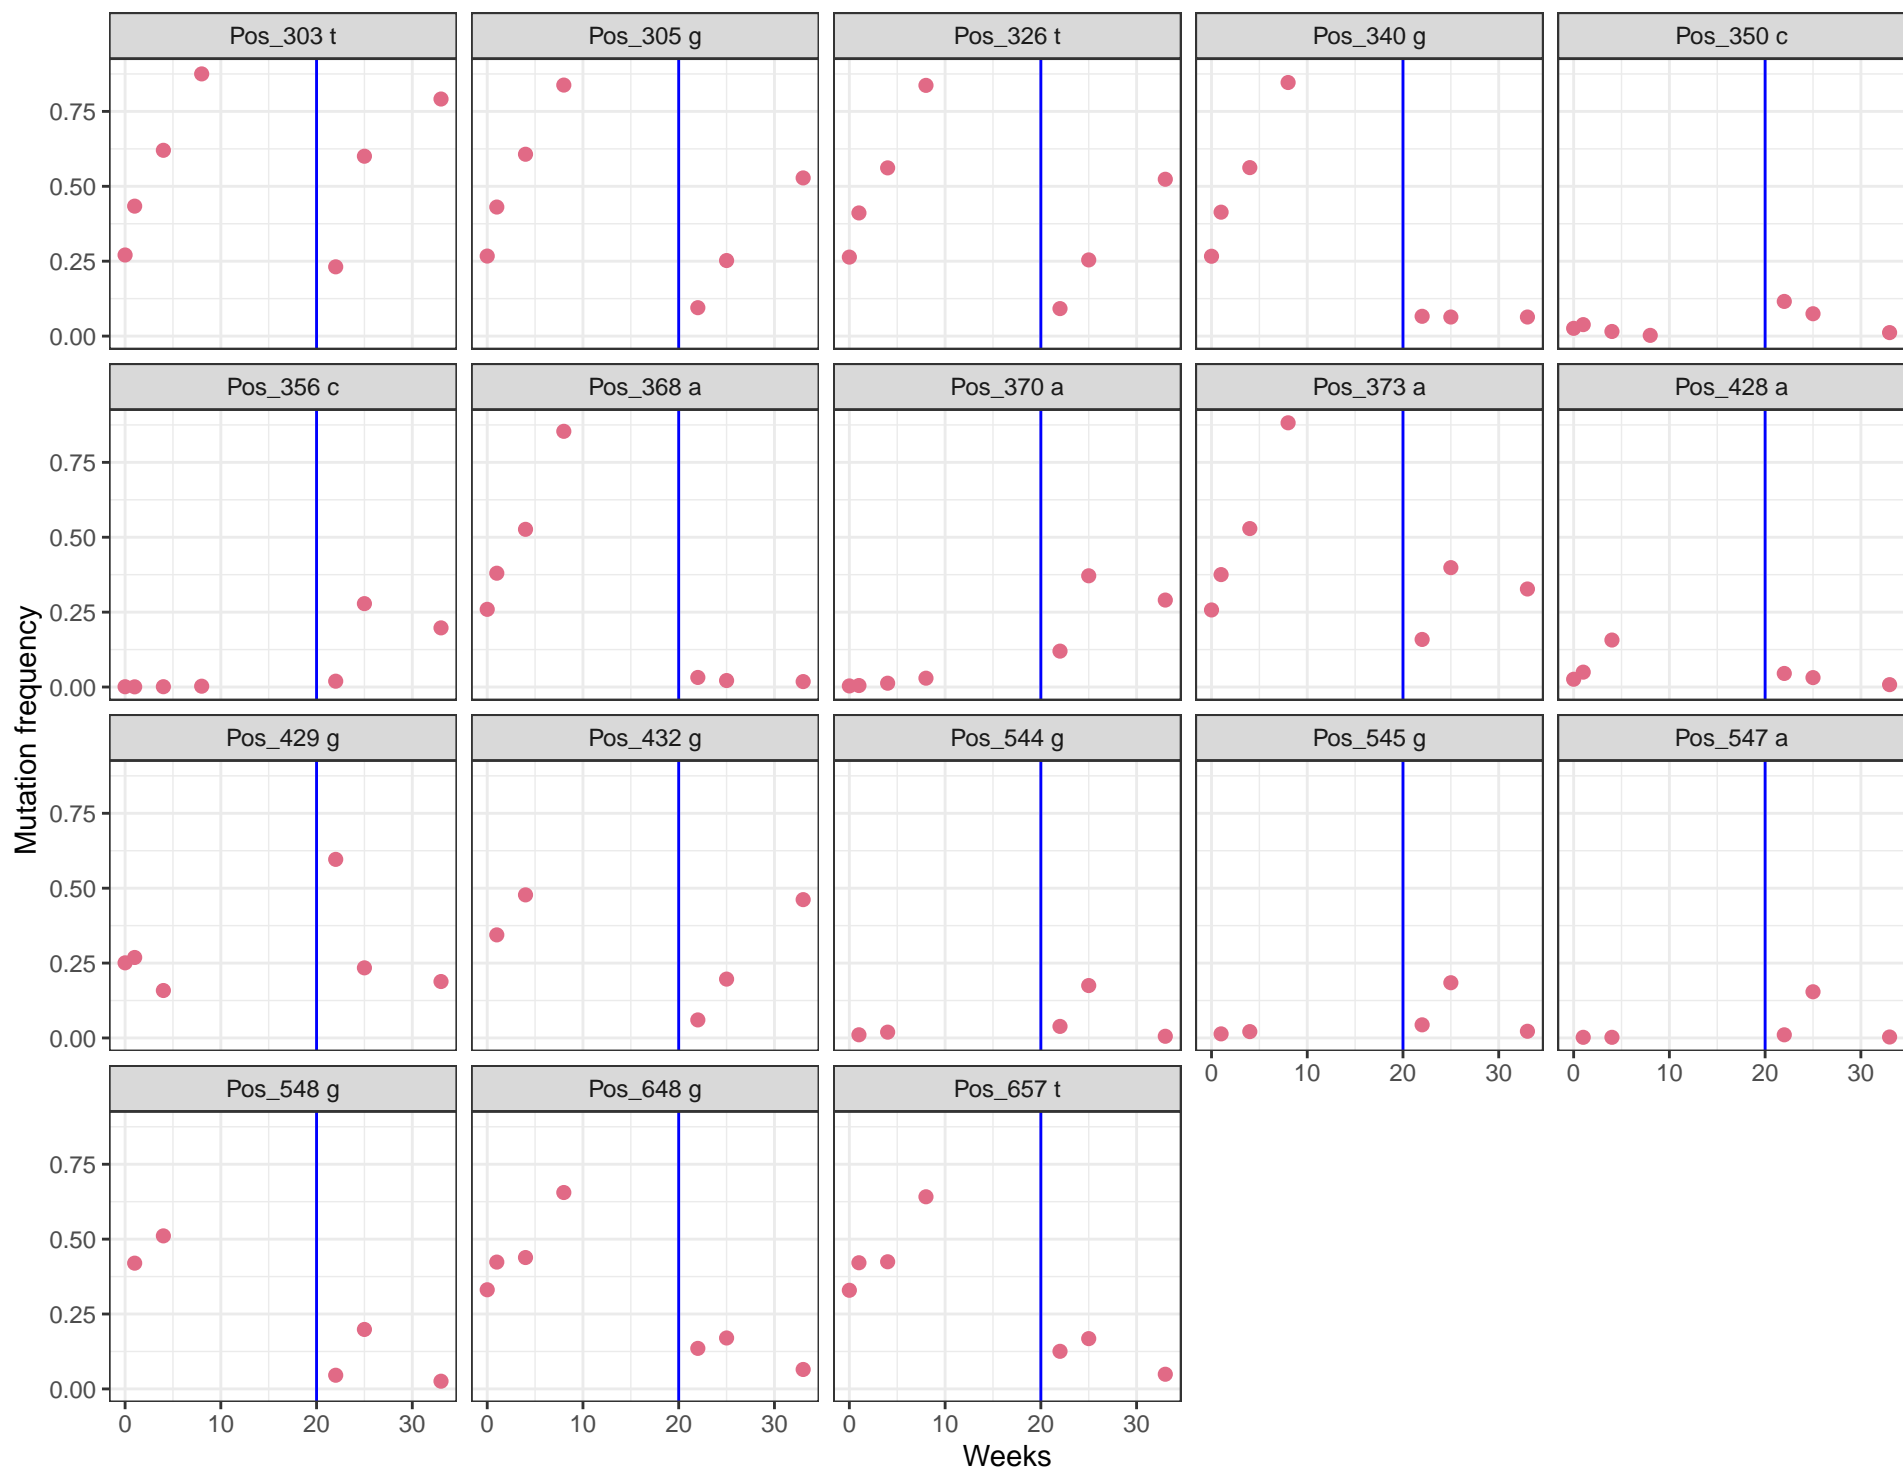 Pos_303 t
Pos_305 g
Pos_326 t
Pos_340 g
Pos_350 c
0.75
0.50
0.25
0.00
Pos_356 c
Pos_368 a
Pos_370 a
Pos_373 a
Pos_428 a
0.75
0.50
0.25
0.00
Mutation frequency
Pos_429 g
Pos_432 g
Pos_544 g
Pos_545 g
Pos_547 a
0.75
0.50
0.25
0.00
0 10 20 30
0 10 20 30
Pos_548 g
Pos_648 g
Pos_657 t
0.75
0.50
0.25
0.00
0 10 20 30
0 10 20 30
0 10 20 30
Weeks